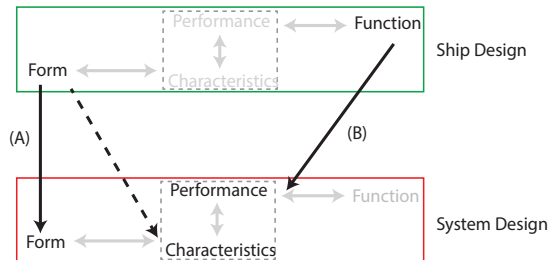 Performance
Function
Ship Design
Form
Characteristics
(A)
(B)
Performance
Function
System Design
Form
Characteristics